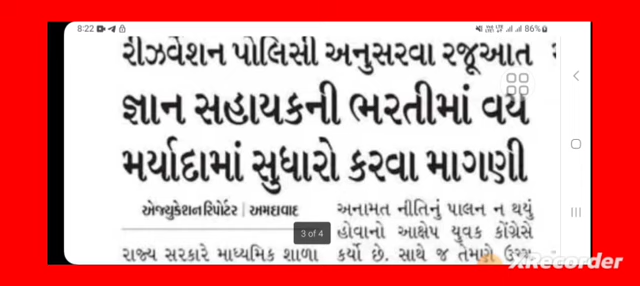 8:22
86%
રીઝર્વેશન પોલિસી અનુસરવા રજૂઆત
જ્ઞાન સહાયકની ભરતીમાં વય
મર્યાદામાં સુધારો કરવા માગણી
એજ્યુકેશન રિપોર્ટર | અમદાવાદ
રાજ્ય સરકારે માધ્યમિક શાળા
અનામત નીતિનું પાલન ન થયું
હોવાનો આક્ષેપ યુવક કોંગ્રેસે
કર્યો છે. સાથે જ તેમણે
3 of 4
XRecorder